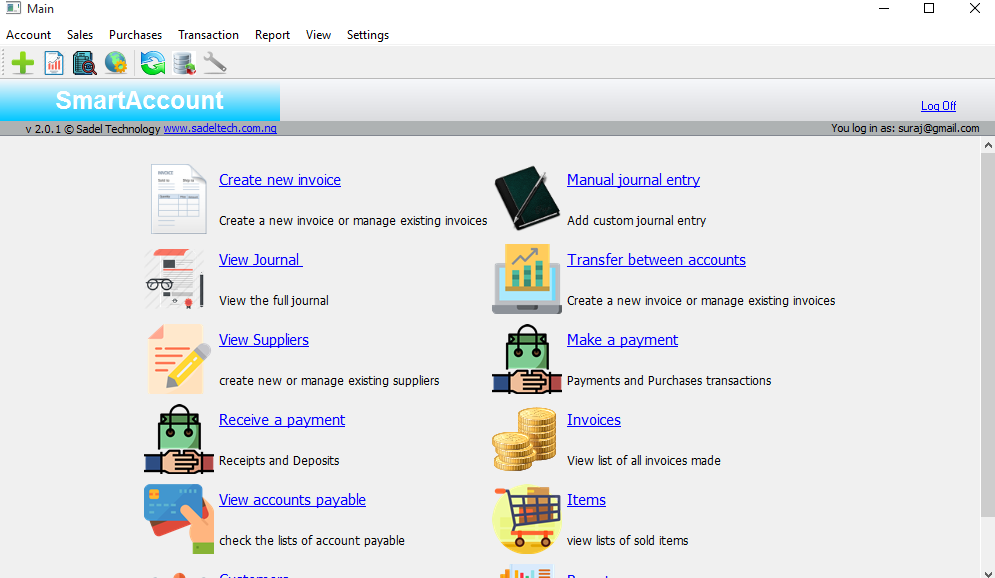 Main
Account Sales Purchases Transaction Report View Settings
SmartAccount
Log Off
v 2.0.1 © Sadel Technology www.sadeltech.com.ng
You log in as: suraj@gmail.com
INVOICE
Create new invoice
Create a new invoice or manage existing invoices
Manual journal entry
Add custom journal entry
View Journal
View the full journal
Transfer between accounts
Create a new invoice or manage existing invoices
View Suppliers
create new or manage existing suppliers
Make a payment
Payments and Purchases transactions
Receive a payment
Receipts and Deposits
Invoices
View list of all invoices made
View accounts payable
check the lists of account payable
Items
view lists of sold items
Customers